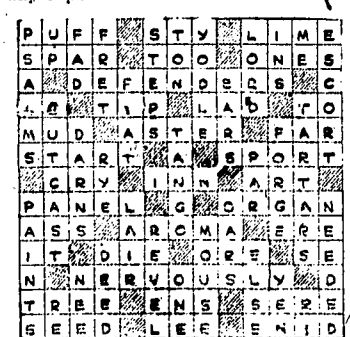 PUFF STY LIME
SPAR TOO ONES
A DEFENDERS C
LO TIP LAD TO
MUD ASTER FAR
START A SPORT
CRY INN ART
PANEL G ORGAN
ASS AROMA ERE
IT DIE ORE SE
N NERVOUSLY D
TREE ENS SERE
SEED LEE ENID